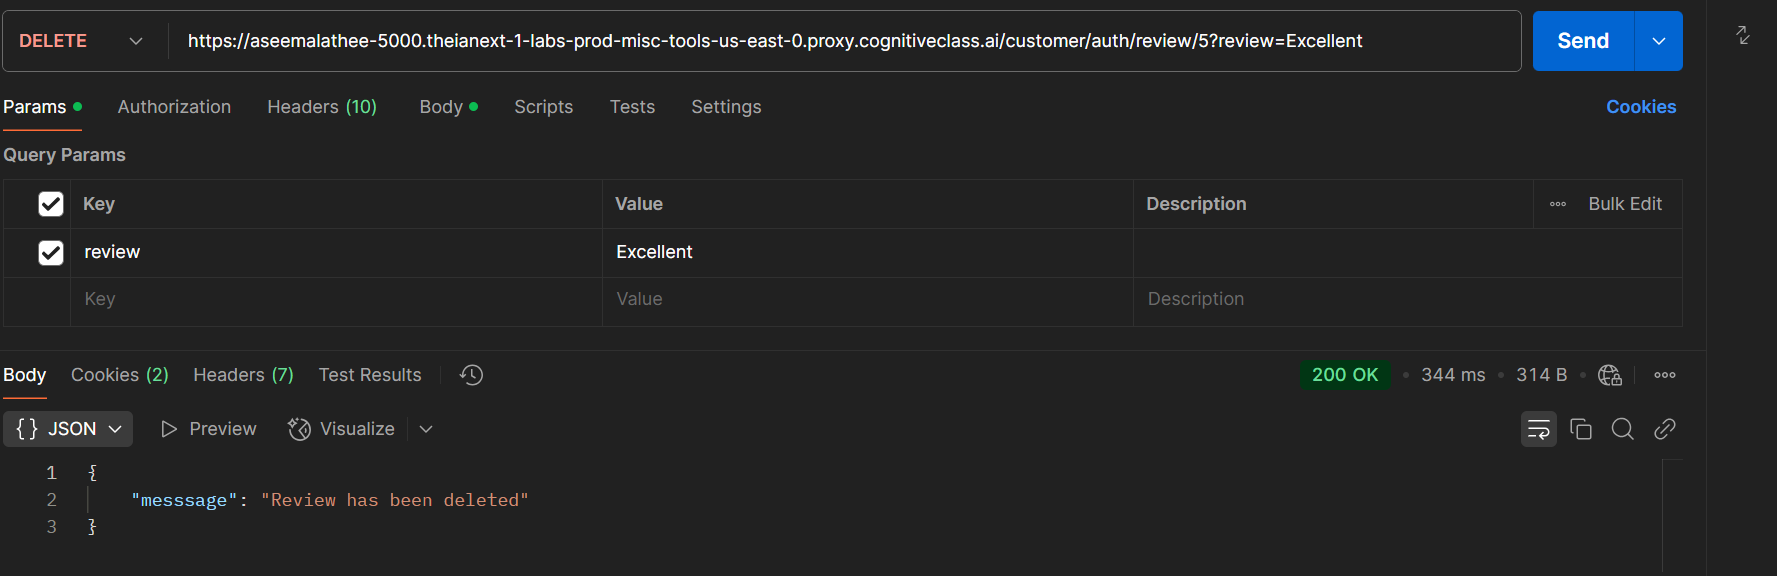 DELETE https://aseemalathee-5000.theianext-1-labs-prod-misc-tools-us-east-0.proxy.cognitiveclass.ai/customer/auth/review/5?review=Excellent Send
Params Authorization Headers (10) Body Scripts Tests Settings Cookies
Query Params
Key Value Description Bulk Edit
review Excellent
Key Value Description
Body Cookies (2) Headers (7) Test Results 200 OK 344 ms 314 B
{} JSON Preview Visualize
1 {
2 "messsage": "Review has been deleted"
3 }